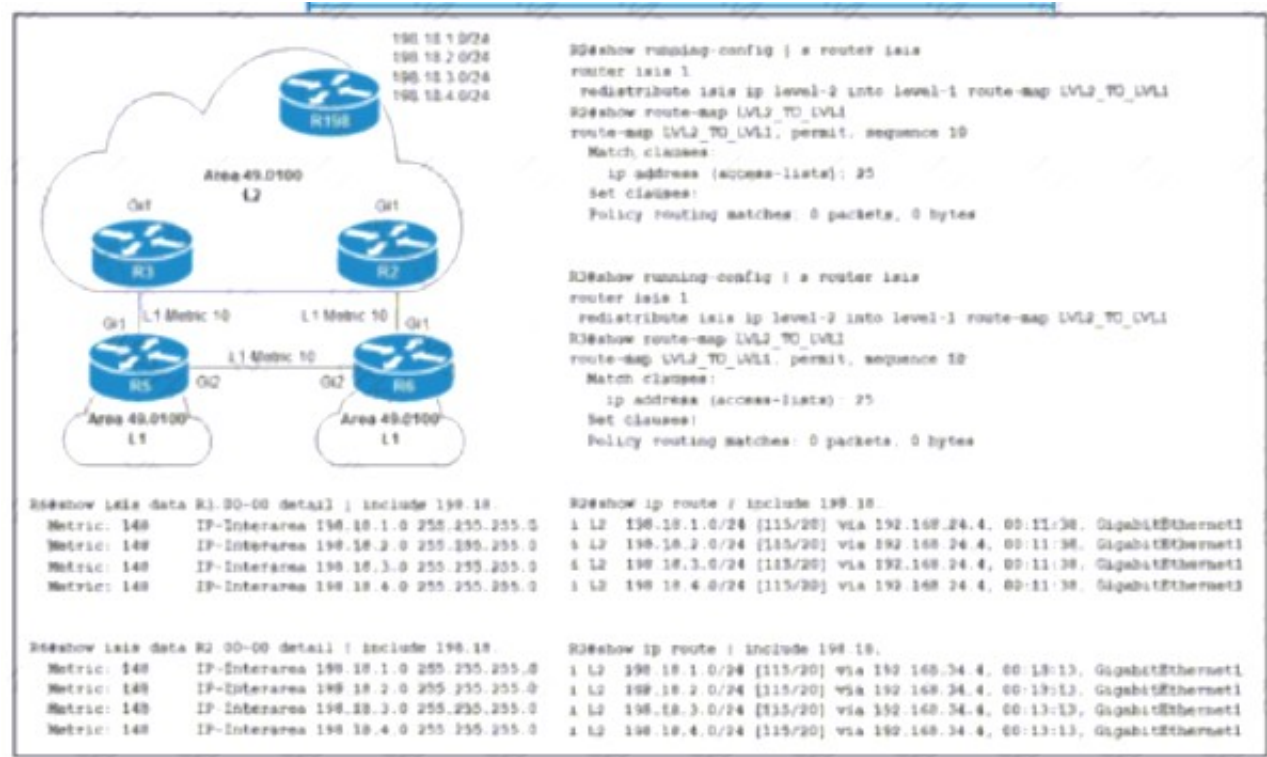 198.18.1.0/24
198.18.2.0/24
198.18.3.0/24
198.18.4.0/24
R198
Area 49.0100
L2
Gi1
Gi1
R3
R2
L1 Metric 10
L1 Metric 10
Gi1
Gi1
L1 Metric 10
R5
Gi2
Gi2
R6
Area 49.0100
L1
Area 49.0100
L1
R2#show running-config | s router isis
router isis 1
redistribute isis ip level-2 into level-1 route-map LVL2_TO_LVL1
R2#show route-map LVL2_TO_LVL1
route-map LVL2_TO_LVL1, permit, sequence 10
Match clauses:
ip address (access-lists): 25
Set clauses:
Policy routing matches: 0 packets, 0 bytes
R3#show running-config | s router isis
router isis 1
redistribute isis ip level-2 into level-1 route-map LVL2_TO_LVL1
R3#show route-map LVL2_TO_LVL1
route-map LVL2_TO_LVL1, permit, sequence 10
Match clauses:
ip address (access-lists): 25
Set clauses:
Policy routing matches: 0 packets, 0 bytes
R6#show isis data R3.00-00 detail | include 198.18.
Metric: 148 IP-Interarea 198.18.1.0 255.255.255.0
Metric: 148 IP-Interarea 198.18.2.0 255.255.255.0
Metric: 148 IP-Interarea 198.18.3.0 255.255.255.0
Metric: 148 IP-Interarea 198.18.4.0 255.255.255.0
R6#show isis data R2.00-00 detail | include 198.18.
Metric: 148 IP-Interarea 198.18.1.0 255.255.255.0
Metric: 148 IP-Interarea 198.18.2.0 255.255.255.0
Metric: 148 IP-Interarea 198.18.3.0 255.255.255.0
Metric: 148 IP-Interarea 198.18.4.0 255.255.255.0
R2#show ip route | include 198.18.
i L2 198.18.1.0/24 [115/20] via 192.168.24.4, 00:11:38, GigabitEthernet1
i L2 198.18.2.0/24 [115/20] via 192.168.24.4, 00:11:38, GigabitEthernet1
i L2 198.18.3.0/24 [115/20] via 192.168.24.4, 00:11:38, GigabitEthernet1
i L2 198.18.4.0/24 [115/20] via 192.168.24.4, 00:11:38, GigabitEthernet1
R3#show ip route | include 198.18.
i L2 198.18.1.0/24 [115/20] via 192.168.34.4, 00:13:13, GigabitEthernet1
i L2 198.18.2.0/24 [115/20] via 192.168.34.4, 00:13:13, GigabitEthernet1
i L2 198.18.3.0/24 [115/20] via 192.168.34.4, 00:13:13, GigabitEthernet1
i L2 198.18.4.0/24 [115/20] via 192.168.34.4, 00:13:13, GigabitEthernet1